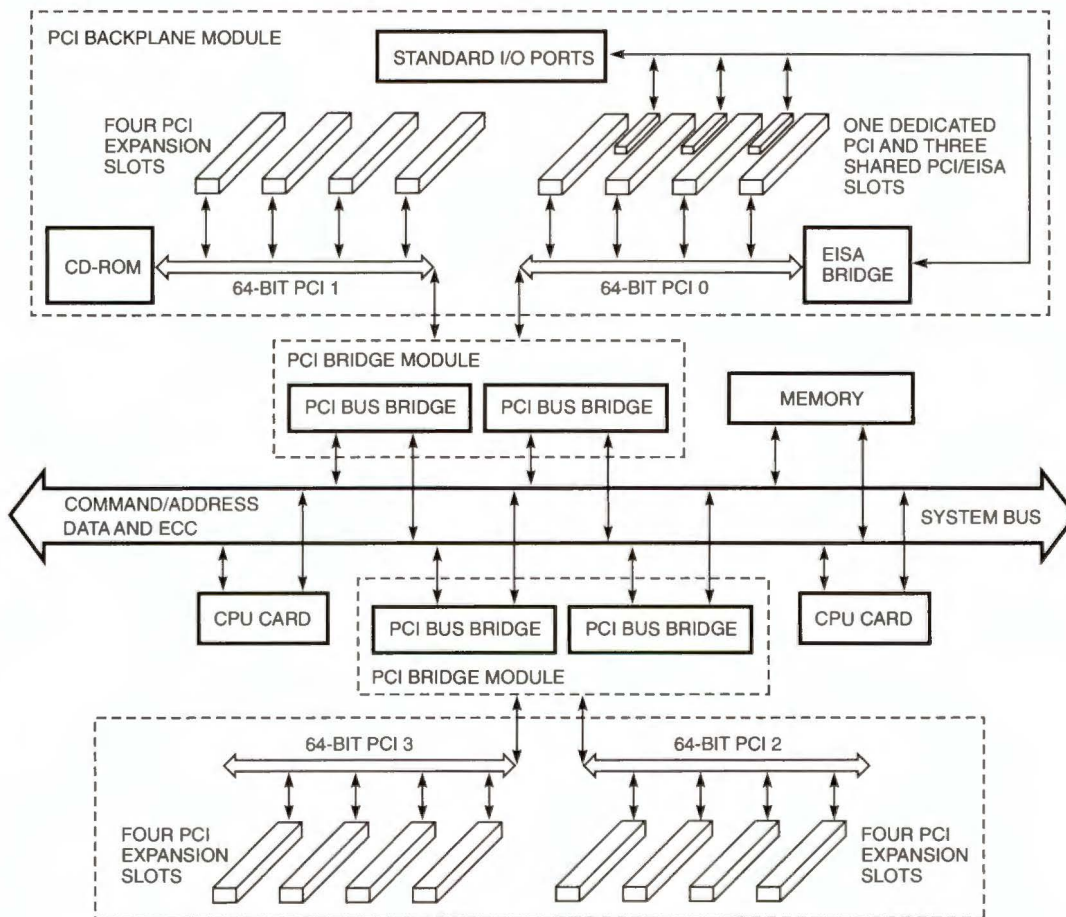 PCI BACKPLANE MODULE
STANDARD I/O PORTS
FOUR PCI
EXPANSION
SLOTS
ONE DEDICATED
PCI AND THREE
SHARED PCI/EISA
SLOTS
CD-ROM
64-BIT PCI 1
64-BIT PCI 0
EISA
BRIDGE
PCI BRIDGE MODULE
PCI BUS BRIDGE
PCI BUS BRIDGE
MEMORY
COMMAND/ADDRESS
DATA AND ECC
SYSTEM BUS
CPU CARD
PCI BUS BRIDGE
PCI BUS BRIDGE
CPU CARD
PCI BRIDGE MODULE
64-BIT PCI 3
64-BIT PCI 2
FOUR PCI
EXPANSION
SLOTS
FOUR PCI
EXPANSION
SLOTS